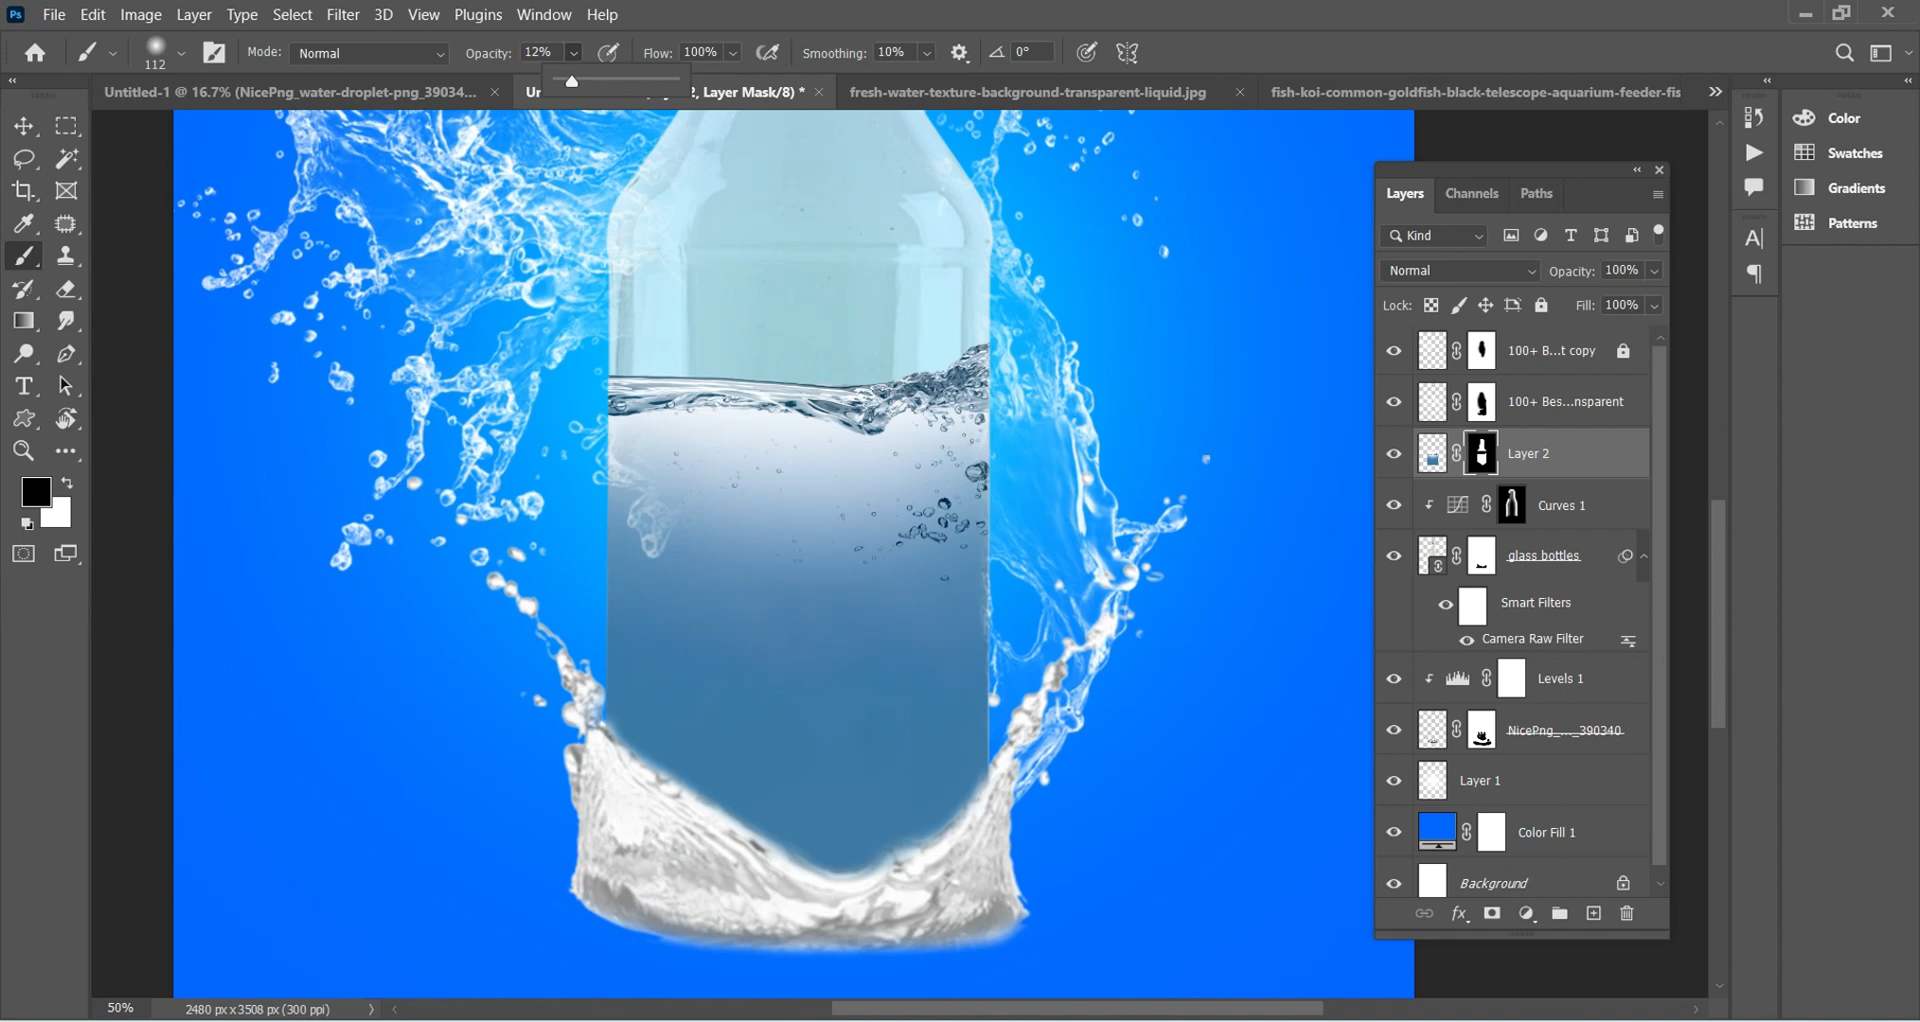 Ps File Edit Image Layer Type Select Filter 3D View Plugins Window Help
112 Mode: Normal Opacity: 12% Flow: 100% Smoothing: 10% 0°
Untitled-1 @ 16.7% (NicePng_water-droplet-png_39034... × Un 2, Layer Mask/8) * × fresh-water-texture-background-transparent-liquid.jpg × fish-koi-common-goldfish-black-telescope-aquarium-feeder-fis
Color
Swatches
Gradients
Patterns
Layers Channels Paths
Kind
Normal Opacity: 100%
Lock: Fill: 100%
100+ B...t copy
100+ Bes...nsparent
Layer 2
Curves 1
glass bottles
Smart Filters
Camera Raw Filter
Levels 1
NicePng_..._390340
Layer 1
Color Fill 1
Background
fx
50% 2480 px x 3508 px (300 ppi)